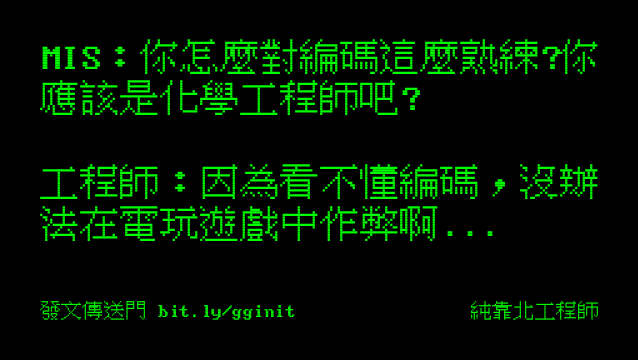 MIS：你怎麼對編碼這麼熟練?你
應該是化學工程師吧?
工程師：因為看不懂編碼，沒辦
法在電玩遊戲中作弊啊...
發文傳送門 bit.ly/gginit
純靠北工程師